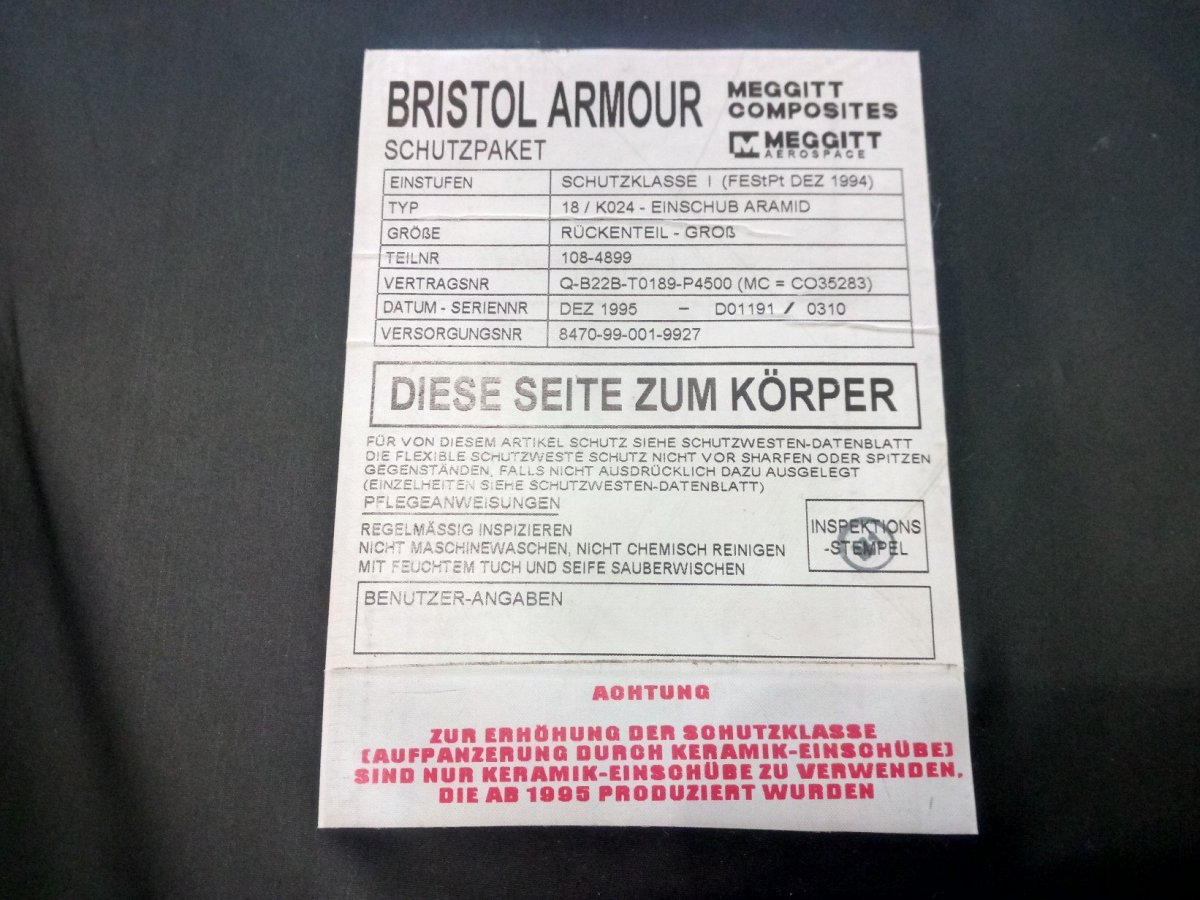 BRISTOL ARMOUR
MEGGITT
COMPOSITES
MEGGITT
AEROSPACE
SCHUTZPAKET
EINSTUFEN SCHUTZKLASSE I (FEStPt DEZ 1994)
TYP 18 / K024 - EINSCHUB ARAMID
GRÖßE RÜCKENTEIL - GROß
TEILNR 108-4899
VERTRAGSNR Q-B22B-T0189-P4500 (MC = CO35283)
DATUM - SERIENNR DEZ 1995 – D01191 / 0310
VERSORGUNGSNR 8470-99-001-9927
DIESE SEITE ZUM KÖRPER
FÜR VON DIESEM ARTIKEL SCHUTZ SIEHE SCHUTZWESTEN-DATENBLATT
DIE FLEXIBLE SCHUTZWESTE SCHUTZ NICHT VOR SHARFEN ODER SPITZEN
GEGENSTÄNDEN, FALLS NICHT AUSDRÜCKLICH DAZU AUSGELEGT
(EINZELHEITEN SIEHE SCHUTZWESTEN-DATENBLATT)
PFLEGEANWEISUNGEN
REGELMÄSSIG INSPIZIEREN
NICHT MASCHINEWASCHEN, NICHT CHEMISCH REINIGEN
MIT FEUCHTEM TUCH UND SEIFE SAUBERWISCHEN
INSPEKTIONS
-STEMPEL
BENUTZER-ANGABEN
ACHTUNG
ZUR ERHÖHUNG DER SCHUTZKLASSE
(AUFPANZERUNG DURCH KERAMIK-EINSCHÜBE)
SIND NUR KERAMIK-EINSCHÜBE ZU VERWENDEN,
DIE AB 1995 PRODUZIERT WURDEN